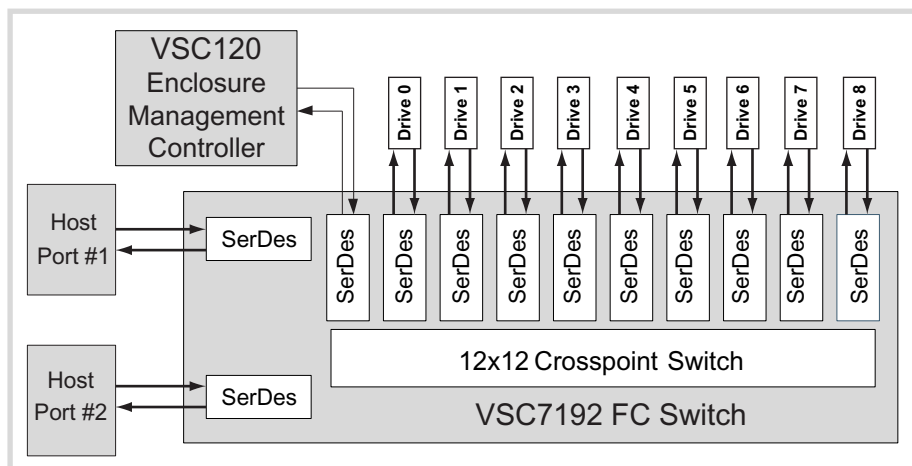 VSC120
Enclosure
Management
Controller
Drive 0
Drive 1
Drive 2
Drive 3
Drive 4
Drive 5
Drive 6
Drive 7
Drive 8
Host
Port #1
SerDes
SerDes
SerDes
SerDes
SerDes
SerDes
SerDes
SerDes
SerDes
SerDes
SerDes
12x12 Crosspoint Switch
Host
Port #2
SerDes
VSC7192 FC Switch